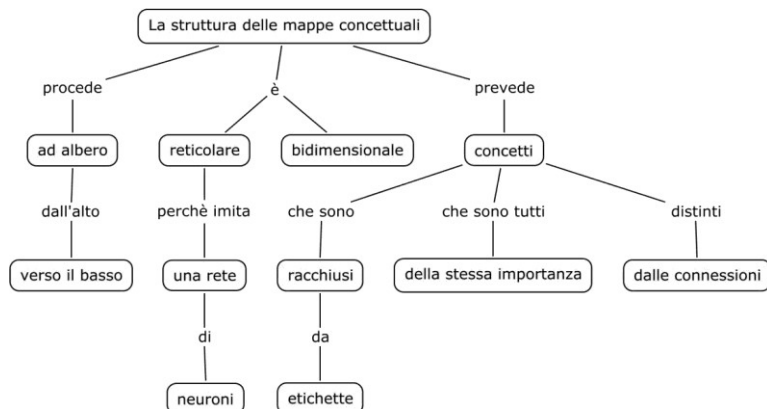 La struttura delle mappe concettuali
procede è prevede
ad albero reticolare bidimensionale concetti
dall'alto perchè imita che sono che sono tutti distinti
verso il basso una rete racchiusi della stessa importanza dalle connessioni
di da
neuroni etichette